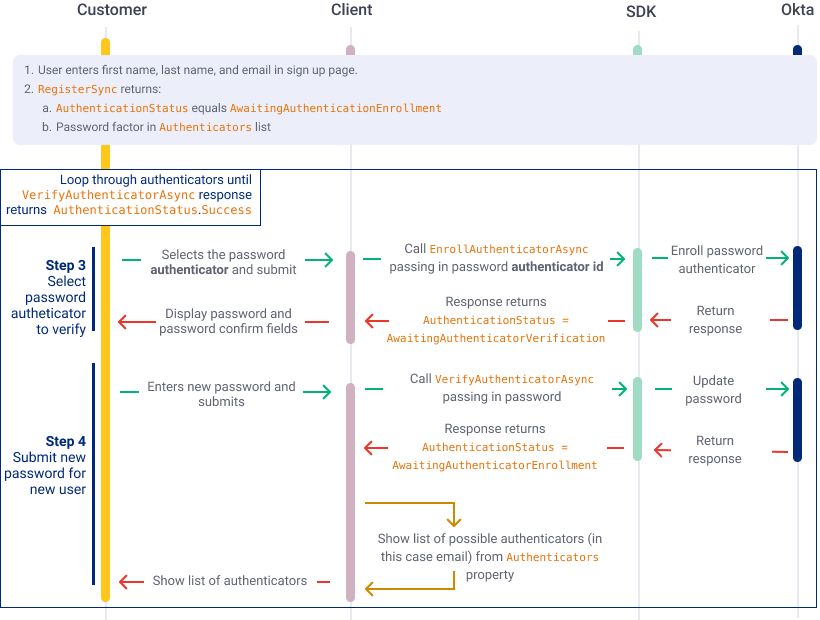 Customer
Client
SDK
Okta
1. User enters first name, last name, and email in sign up page.
2. RegisterSync returns:
a. AuthenticationStatus equals AwaitingAuthenticationEnrollment
b. Password factor in Authenticators list
Loop through authenticators until
VerifyAuthenticatorAsync response
returns AuthenticationStatus.Success
Step 3
Select
password
autheticator
to verify
Selects the password
authenticator and submit
Call EnrollAuthenticatorAsync
passing in password authenticator id
Enroll password
authenticator
Display password and
password confirm fields
Response returns
AuthenticationStatus =
AwaitingAuthenticatorVerification
Return
response
Step 4
Submit new
password for
new user
Enters new password and
submits
Call VerifyAuthenticatorAsync
passing in password
Update
password
Response returns
AuthenticationStatus =
AwaitingAuthenticatorEnrollment
Return
response
Show list of possible authenticators (in
this case email) from Authenticators
property
Show list of authenticators